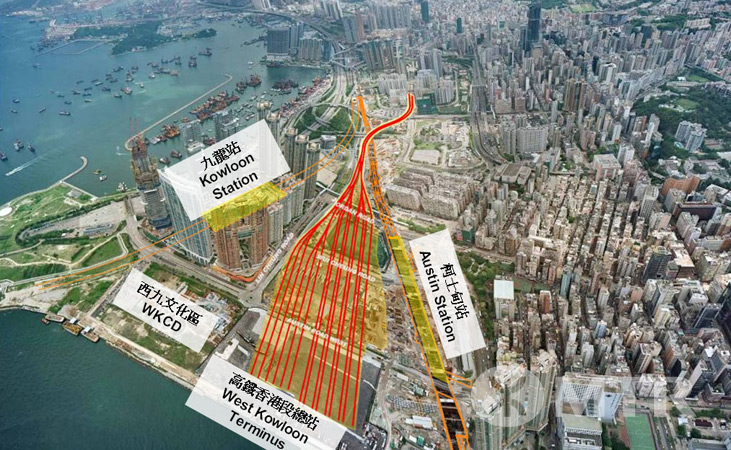 九龍站
Kowloon
Station
西九文化區
WKCD
柯士甸站
Austin Station
高鐵香港段總站
West Kowloon
Terminus
MTR